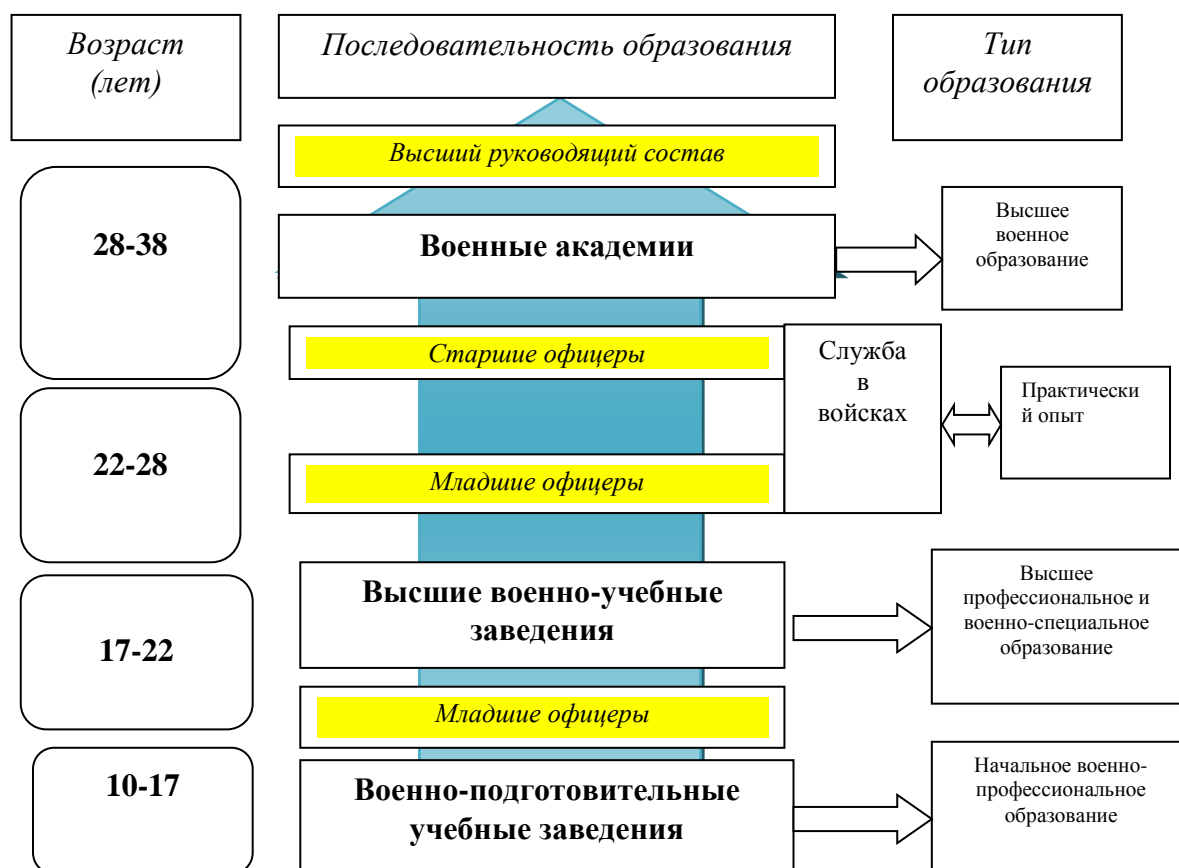 Возраст
(лет)
Последовательность образования
Тип
образования
Высший руководящий состав
28-38
Военные академии
Высшее
военное
образование
Старшие офицеры
Служба
в
войсках
Практически
й опыт
22-28
Младшие офицеры
Высшие военно-учебные
заведения
Высшее
профессиональное и
военно-специальное
образование
17-22
Младшие офицеры
10-17
Военно-подготовительные
учебные заведения
Начальное военно-
профессиональное
образование